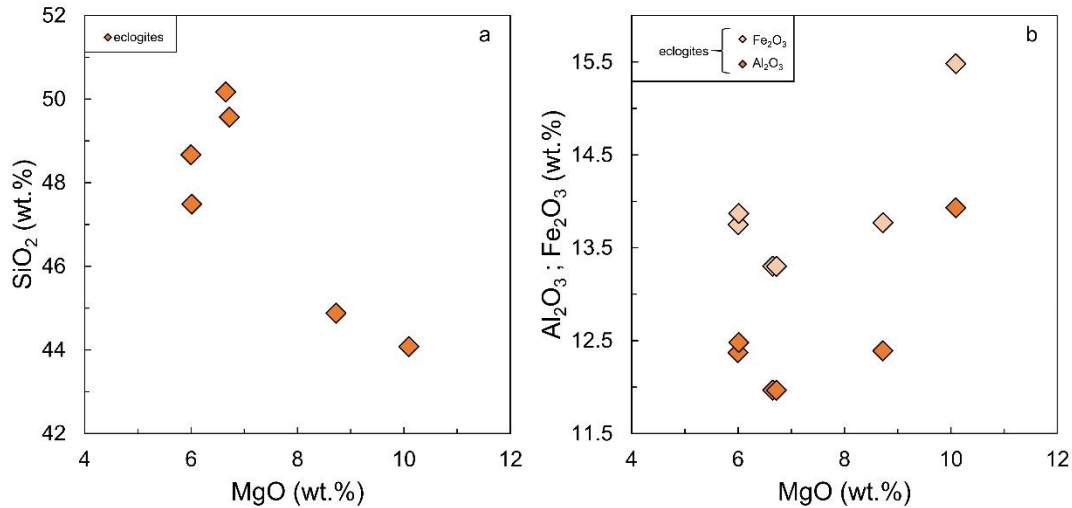 eclogites
a
52
50
48
46
44
42
SiO₂ (wt.%)
4
6
8
10
12
MgO (wt.%)
eclogites
Fe₂O₃
Al₂O₃
b
15.5
14.5
13.5
12.5
11.5
Al₂O₃ ; Fe₂O₃ (wt.%)
4
6
8
10
12
MgO (wt.%)